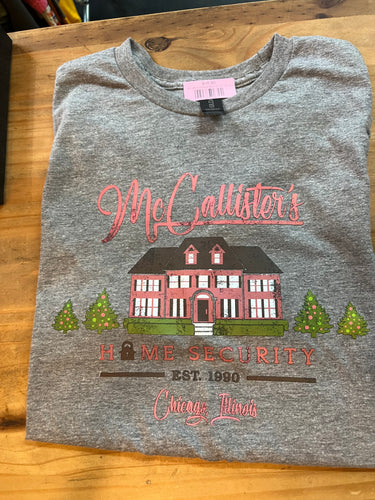 McCallister's
HOME SECURITY
EST. 1990
Chicago, Illinois